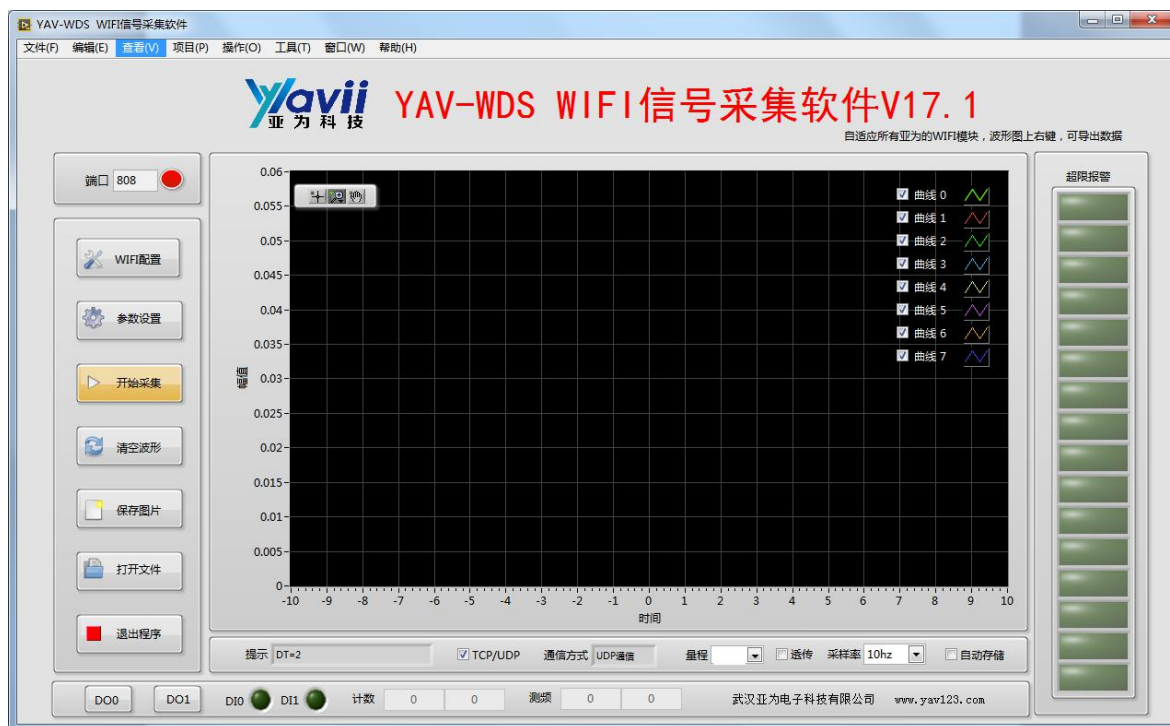 YAV-WDS WIFI信号采集软件
文件(F) 编辑(E) 查看(V) 项目(P) 操作(O) 工具(T) 窗口(W) 帮助(H)
Yavii
亚为科技
YAV-WDS WIFI信号采集软件V17.1
自适应所有亚为的WIFI模块,波形图上右键,可导出数据
端口 808
WIFI配置
参数设置
开始采集
清空波形
保存图片
打开文件
退出程序
幅值
0.06
0.055
0.05
0.045
0.04
0.035
0.03
0.025
0.02
0.015
0.01
0.005
0
曲线 0
曲线 1
曲线 2
曲线 3
曲线 4
曲线 5
曲线 6
曲线 7
-10 -9 -8 -7 -6 -5 -4 -3 -2 -1 0 1 2 3 4 5 6 7 8 9 10
时间
超限报警
提示 DT=2 TCP/UDP 通信方式 UDP通信 量程 透传 采样率 10hz 自动存储
DO0 DO1 DI0 DI1 计数 0 0 测频 0 0 武汉亚为电子科技有限公司 www.yav123.com